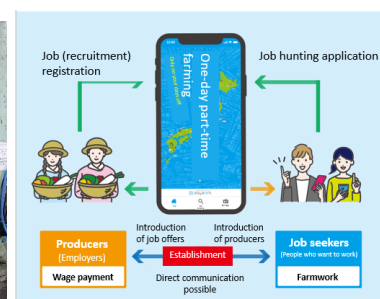 Job (recruitment)
registration
Job hunting application
One-day part-time
farming
Introduction
of job offers
Introduction
of producers
Producers
(Employers)
Wage payment
Establishment
Direct communication
possible
Job seekers
(People who want to work)
Farmwork